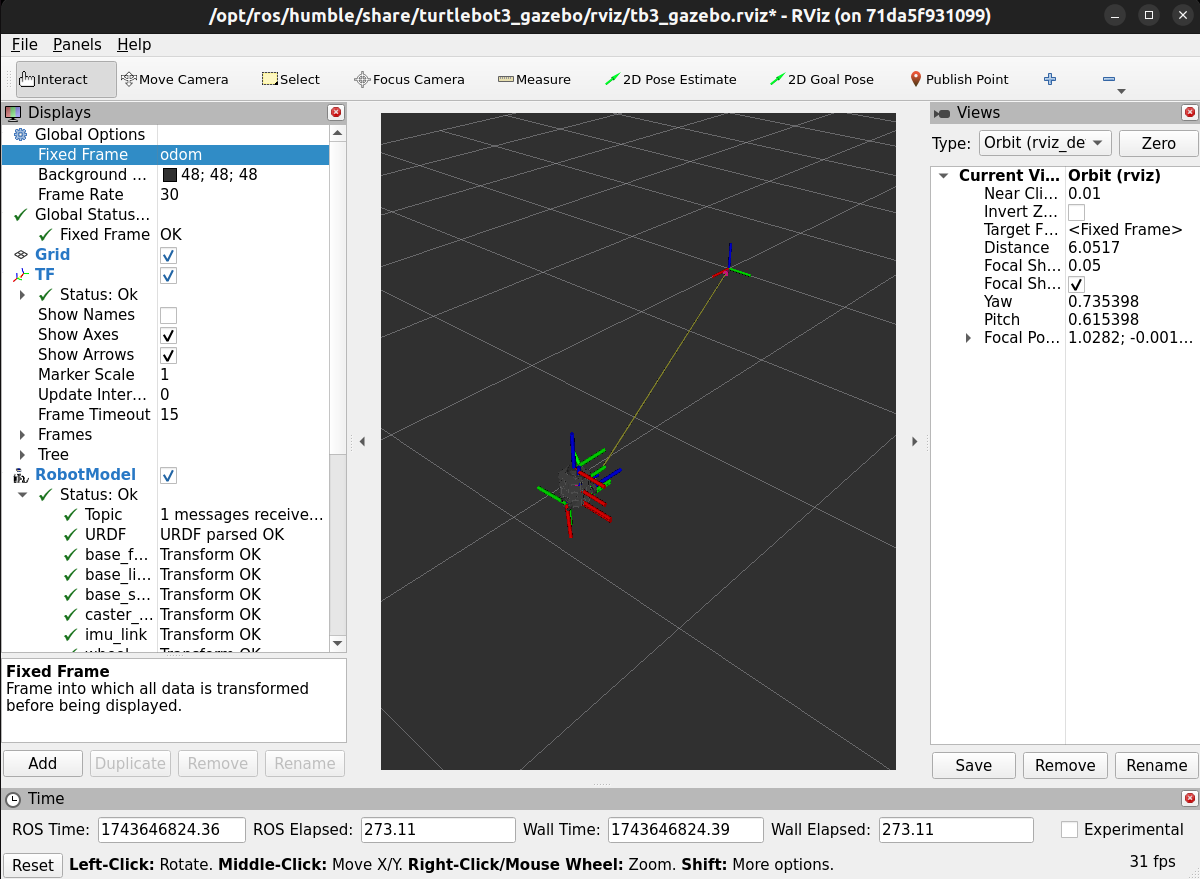 /opt/ros/humble/share/turtlebot3_gazebo/rviz/tb3_gazebo.rviz* - RViz (on 71da5f931099)
File Panels Help
Interact Move Camera Select Focus Camera Measure 2D Pose Estimate 2D Goal Pose Publish Point
Displays
Global Options
Fixed Frame odom
Background ... 48; 48; 48
Frame Rate 30
Global Status...
Fixed Frame OK
Grid
TF
Status: Ok
Show Names
Show Axes
Show Arrows
Marker Scale 1
Update Inter... 0
Frame Timeout 15
Frames
Tree
RobotModel
Status: Ok
Topic 1 messages receive...
URDF URDF parsed OK
base_f... Transform OK
base_li... Transform OK
base_s... Transform OK
caster_... Transform OK
imu_link Transform OK
Fixed Frame
Frame into which all data is transformed
before being displayed.
Add Duplicate Remove Rename
Views
Type: Orbit (rviz_de Zero
Current Vi... Orbit (rviz)
Near Cli... 0.01
Invert Z...
Target F... <Fixed Frame>
Distance 6.0517
Focal Sh... 0.05
Focal Sh...
Yaw 0.735398
Pitch 0.615398
Focal Po... 1.0282; -0.001...
Save Remove Rename
Time
ROS Time: 1743646824.36 ROS Elapsed: 273.11 Wall Time: 1743646824.39 Wall Elapsed: 273.11 Experimental
Reset Left-Click: Rotate. Middle-Click: Move X/Y. Right-Click/Mouse Wheel: Zoom. Shift: More options. 31 fps